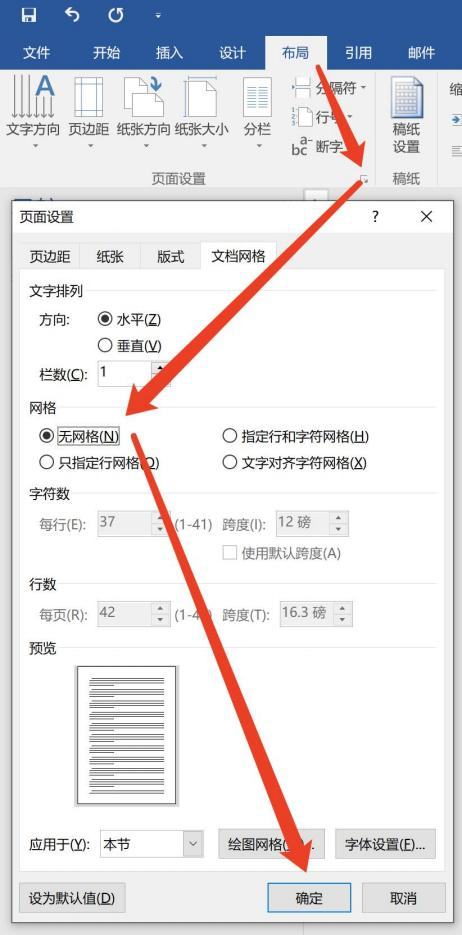 文件 开始 插入 设计 布局 引用 邮件
文字方向 页边距 纸张方向 纸张大小 分栏
分隔符
行号
断字
稿纸
设置
缩
页面设置 稿纸
页面设置 ? ×
页边距 纸张 版式 文档网格
文字排列
方向: 水平(Z)
垂直(V)
栏数(C): 1
网格
无网格(N) 指定行和字符网格(H)
只指定行网格(O) 文字对齐字符网格(X)
字符数
每行(E): 37 (1-41) 跨度(I): 12 磅
使用默认跨度(A)
行数
每页(R): 42 (1-4 跨度(T): 16.3 磅
预览
应用于(Y): 本节 绘图网格( ... 字体设置(F)...
设为默认值(D) 确定 取消